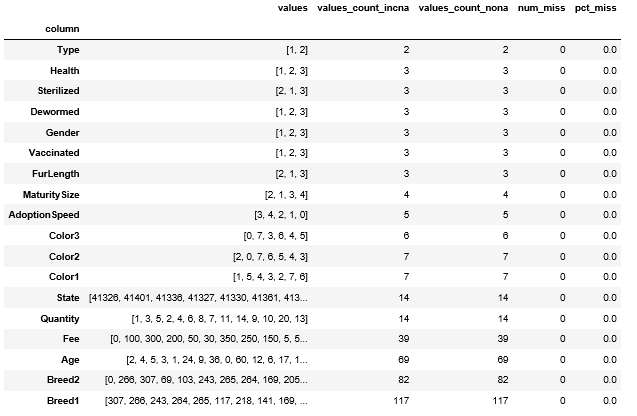 values values_count_incna values_count_nona num_miss pct_miss
column
Type [1, 2] 2 2 0 0.0
Health [1, 2, 3] 3 3 0 0.0
Sterilized [2, 1, 3] 3 3 0 0.0
Dewormed [1, 2, 3] 3 3 0 0.0
Gender [1, 2, 3] 3 3 0 0.0
Vaccinated [1, 2, 3] 3 3 0 0.0
FurLength [2, 1, 3] 3 3 0 0.0
MaturitySize [2, 1, 3, 4] 4 4 0 0.0
AdoptionSpeed [3, 4, 2, 1, 0] 5 5 0 0.0
Color3 [0, 7, 3, 6, 4, 5] 6 6 0 0.0
Color2 [2, 0, 7, 6, 5, 4, 3] 7 7 0 0.0
Color1 [1, 5, 4, 3, 2, 7, 6] 7 7 0 0.0
State [41326, 41401, 41336, 41327, 41330, 41361, 413... 14 14 0 0.0
Quantity [1, 3, 5, 2, 4, 6, 8, 7, 11, 14, 9, 10, 20, 13] 14 14 0 0.0
Fee [0, 100, 300, 200, 50, 30, 350, 250, 150, 5, 5... 39 39 0 0.0
Age [2, 4, 5, 3, 1, 24, 9, 36, 0, 60, 12, 6, 17, 1... 69 69 0 0.0
Breed2 [0, 266, 307, 69, 103, 243, 265, 264, 169, 205... 82 82 0 0.0
Breed1 [307, 266, 243, 264, 265, 117, 218, 141, 169, ... 117 117 0 0.0